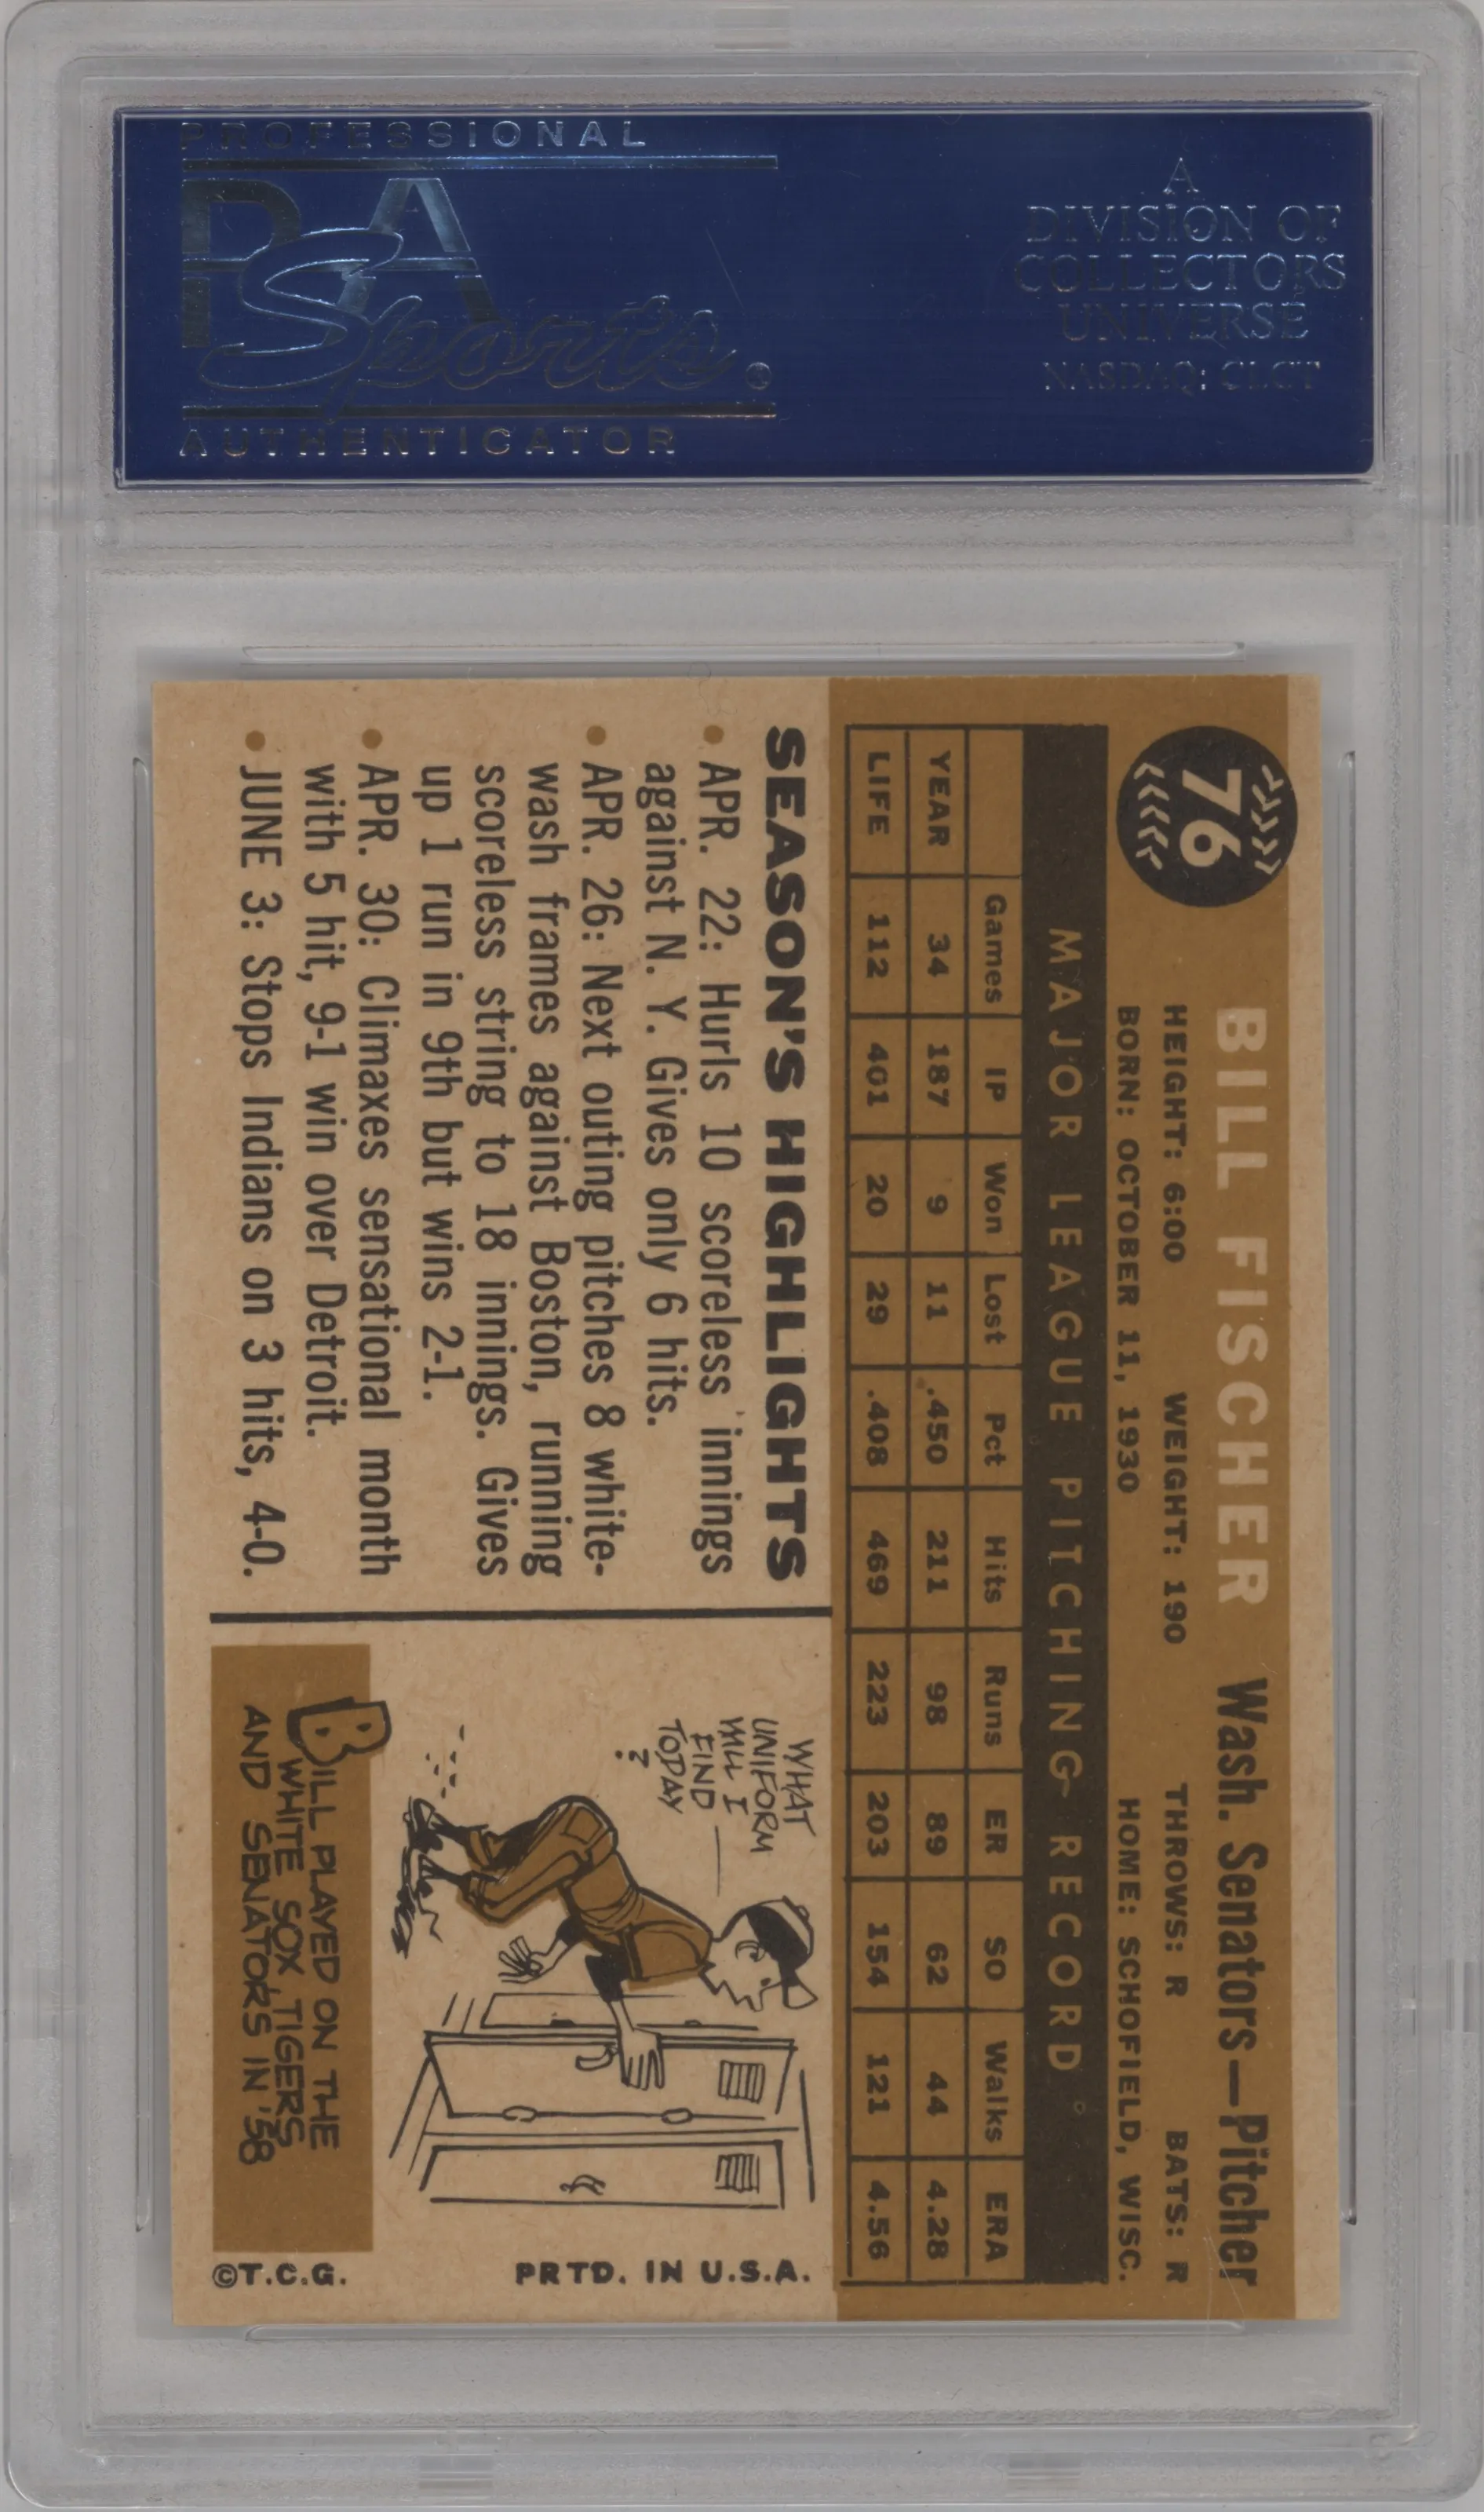 PROFESSIONAL
PSA
Sports®
AUTHENTICATOR
A
DIVISION OF
COLLECTORS
UNIVERSE
NASDAQ: CLCT
76
BILL FISCHER Wash. Senators—Pitcher
HEIGHT: 6:00 WEIGHT: 190 THROWS: R BATS: R
BORN: OCTOBER 11, 1930 HOME: SCHOFIELD, WISC.
MAJOR LEAGUE PITCHING RECORD
Games IP Won Lost Pct Hits Runs ER SO Walks ERA
YEAR 34 187 9 11 .450 211 98 89 62 44 4.28
LIFE 112 401 20 29 .408 469 223 203 154 121 4.56
SEASON'S HIGHLIGHTS
• APR. 22: Hurls 10 scoreless innings
against N. Y. Gives only 6 hits.
• APR. 26: Next outing pitches 8 white-
wash frames against Boston, running
scoreless string to 18 innings. Gives
up 1 run in 9th but wins 2-1.
• APR. 30: Climaxes sensational month
with 5 hit, 9-1 win over Detroit.
• JUNE 3: Stops Indians on 3 hits, 4-0.
WHAT
UNIFORM
WILL I
FIND
TODAY
?
BILL PLAYED ON THE
WHITE SOX, TIGERS
AND SENATORS IN '58
©T.C.G. PRTD. IN U.S.A.